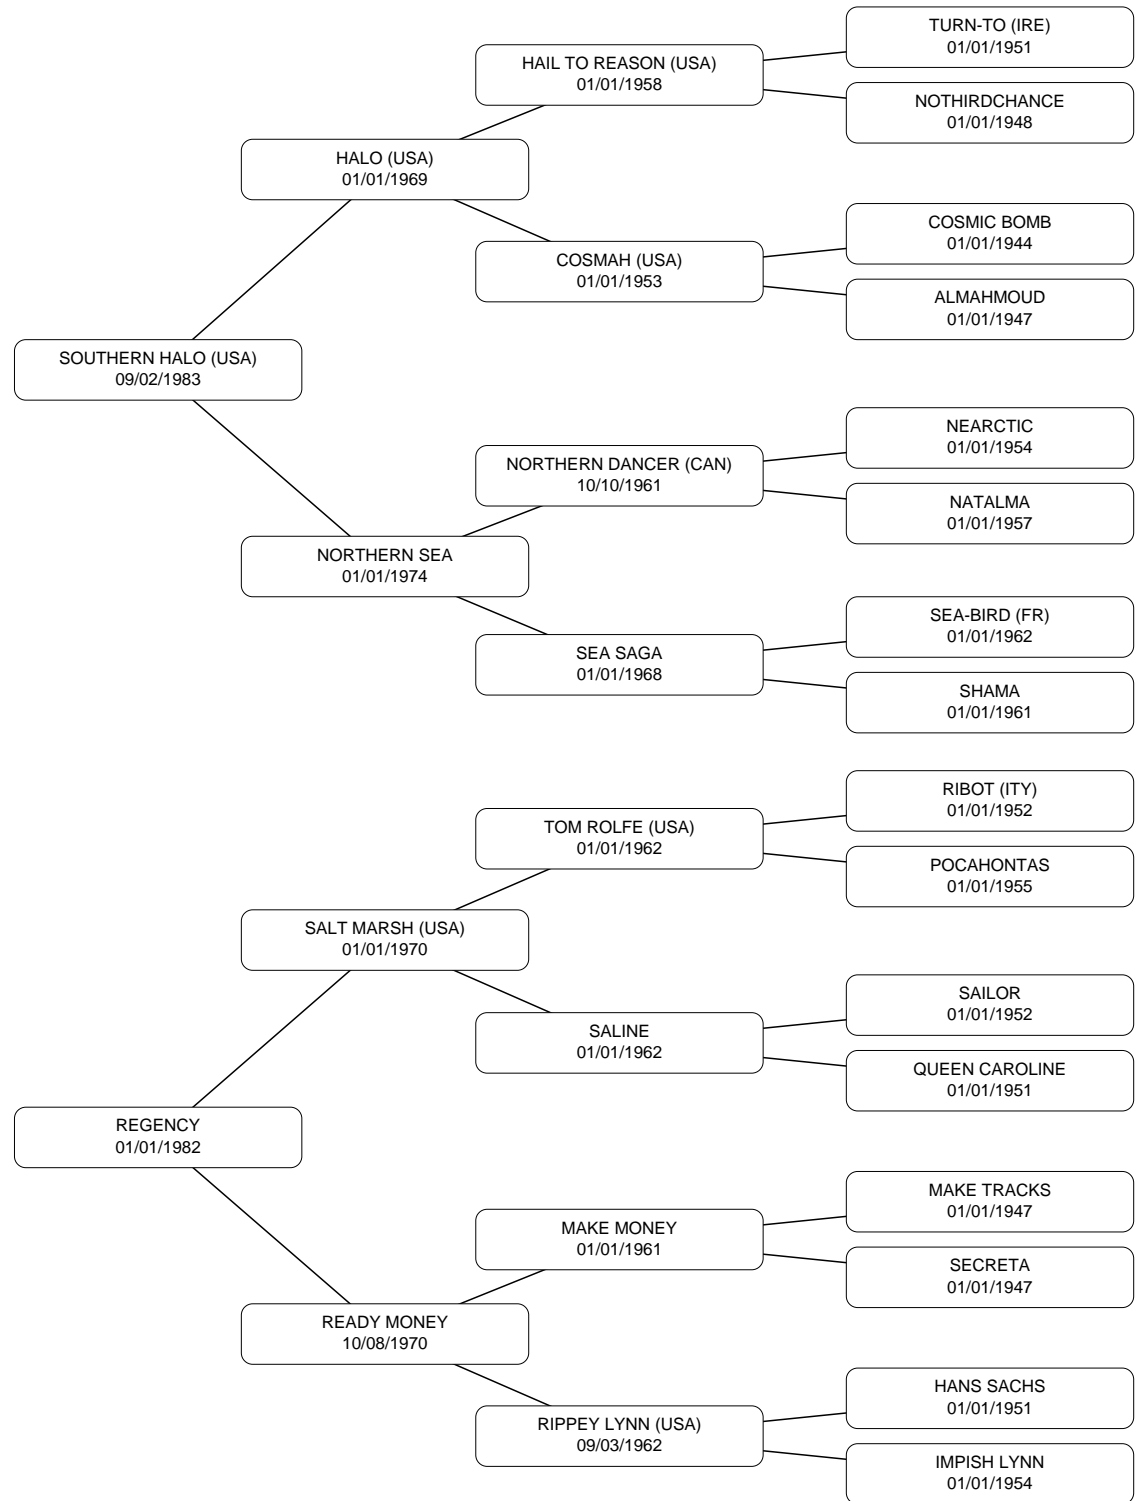 TURN-TO (IRE)
01/01/1951
HAIL TO REASON (USA)
01/01/1958
NOTHIRDCHANCE
01/01/1948
HALO (USA)
01/01/1969
COSMIC BOMB
01/01/1944
COSMAH (USA)
01/01/1953
ALMAHMOUD
01/01/1947
SOUTHERN HALO (USA)
09/02/1983
NEARCTIC
01/01/1954
NORTHERN DANCER (CAN)
10/10/1961
NATALMA
01/01/1957
NORTHERN SEA
01/01/1974
SEA-BIRD (FR)
01/01/1962
SEA SAGA
01/01/1968
SHAMA
01/01/1961
RIBOT (ITY)
01/01/1952
TOM ROLFE (USA)
01/01/1962
POCAHONTAS
01/01/1955
SALT MARSH (USA)
01/01/1970
SAILOR
01/01/1952
SALINE
01/01/1962
QUEEN CAROLINE
01/01/1951
REGENCY
01/01/1982
MAKE TRACKS
01/01/1947
MAKE MONEY
01/01/1961
SECRETA
01/01/1947
READY MONEY
10/08/1970
HANS SACHS
01/01/1951
RIPPEY LYNN (USA)
09/03/1962
IMPISH LYNN
01/01/1954